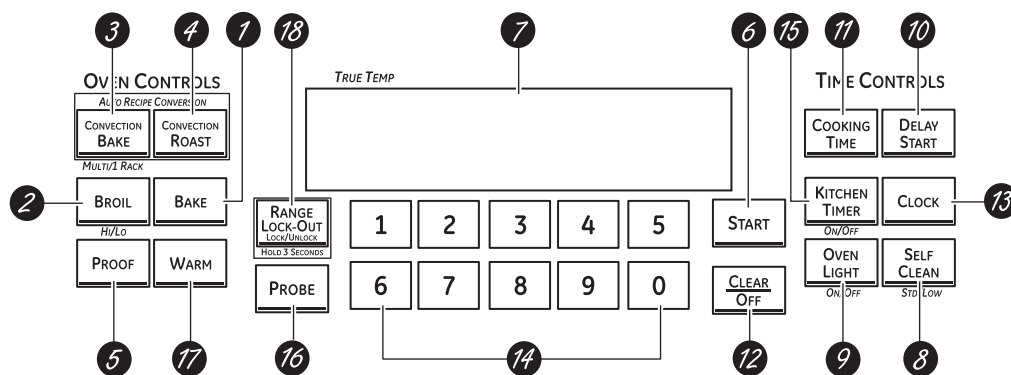 3 4 1 18 7 6 15 11 10
OVEN CONTROLS
AUTO RECIPE CONVERSION
CONVECTION BAKE
CONVECTION ROAST
MULTI/1 RACK
2
BROIL
BAKE
HI/LO
PROOF
WARM
5 17
TRUE TEMP
RANGE
LOCK-OUT
LOCK/UNLOCK
HOLD 3 SECONDS
PROBE
16
1 2 3 4 5
6 7 8 9 0
14
START
CLEAR
OFF
12
TIME CONTROLS
COOKING
TIME
DELAY
START
KITCHEN
TIMER
ON/OFF
CLOCK
13
OVEN
LIGHT
ON/OFF
SELF
CLEAN
STD/LOW
9 8